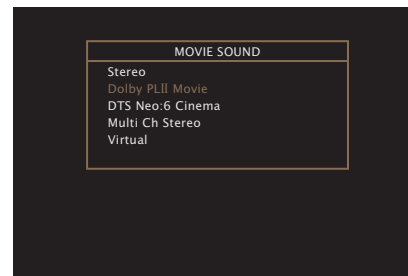 MOVIE SOUND
Stereo
Dolby PLII Movie
DTS Neo:6 Cinema
Multi Ch Stereo
Virtual